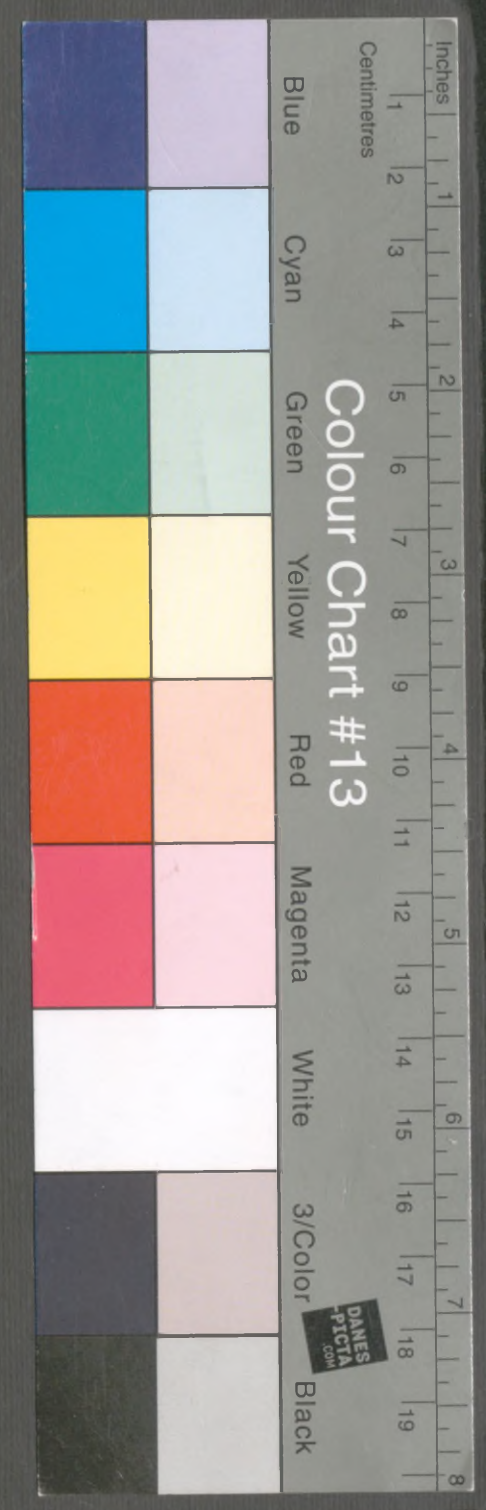 Inches 1 2 3 4 5 6 7 8
Centimetres 1 2 3 4 5 6 7 8 9 10 11 12 13 14 15 16 17 18 19
Colour Chart #13
Blue Cyan Green Yellow Red Magenta White 3/Color Black
DANES
-PICTA
.COM